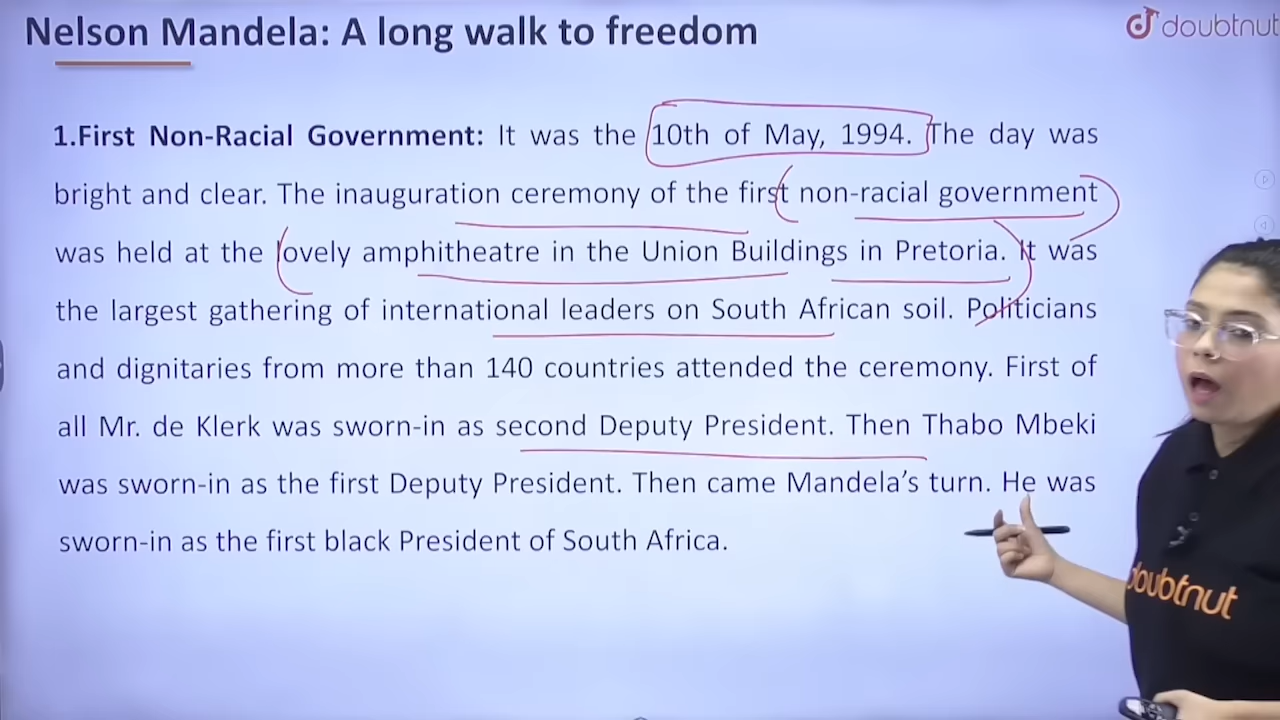 Nelson Mandela: A long walk to freedom
doubtnut
1.First Non-Racial Government: It was the 10th of May, 1994. The day was
bright and clear. The inauguration ceremony of the first non-racial government
was held at the lovely amphitheatre in the Union Buildings in Pretoria. It was
the largest gathering of international leaders on South African soil. Politicians
and dignitaries from more than 140 countries attended the ceremony. First of
all Mr. de Klerk was sworn-in as second Deputy President. Then Thabo Mbeki
was sworn-in as the first Deputy President. Then came Mandela's turn. He was
sworn-in as the first black President of South Africa.
doubtnut